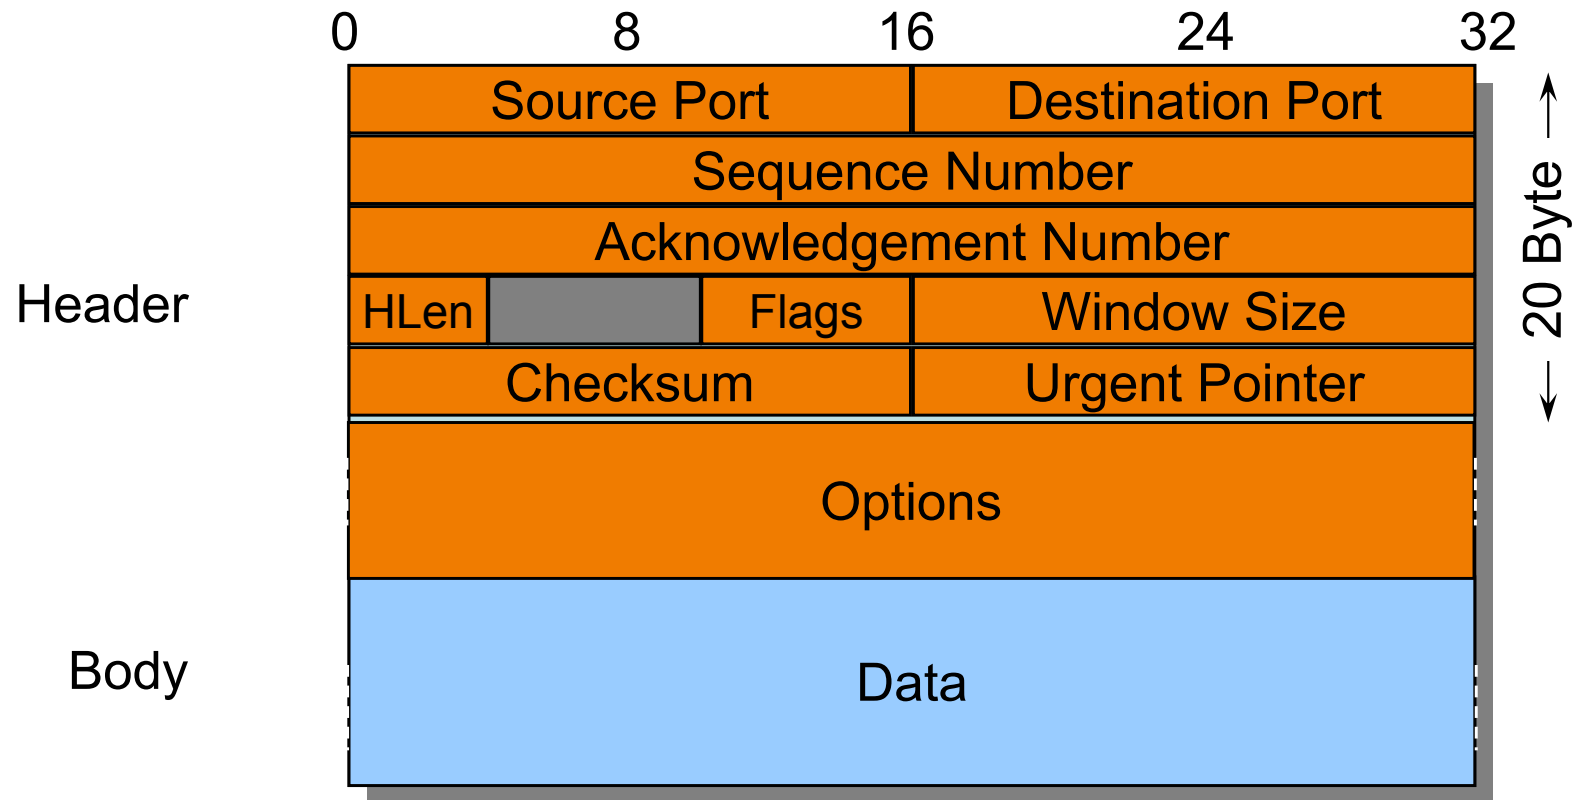 0 8 16 24 32
Source Port Destination Port
Sequence Number
Acknowledgement Number
Header HLen Flags Window Size
Checksum Urgent Pointer
20 Byte
Options
Body Data